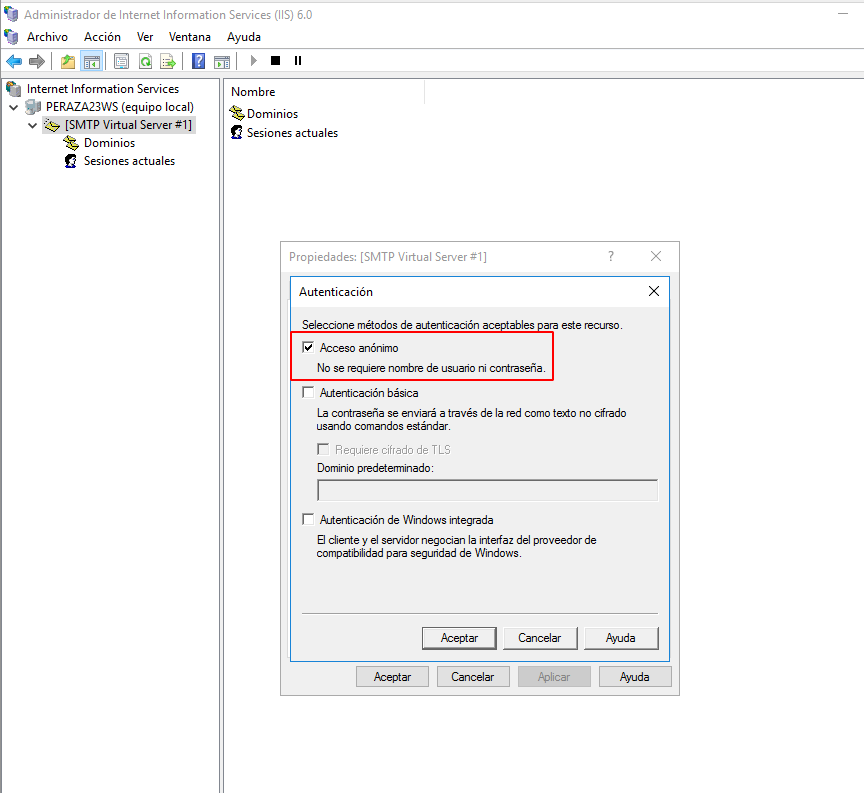 Administrador de Internet Information Services (IIS) 6.0
Archivo Acción Ver Ventana Ayuda
Internet Information Services
PERAZA23WS (equipo local)
[SMTP Virtual Server #1]
Dominios
Sesiones actuales
Nombre
Dominios
Sesiones actuales
Propiedades: [SMTP Virtual Server #1]
Autenticación
Seleccione métodos de autenticación aceptables para este recurso.
Acceso anónimo
No se requiere nombre de usuario ni contraseña.
Autenticación básica
La contraseña se enviará a través de la red como texto no cifrado
usando comandos estándar.
Requiere cifrado de TLS
Dominio predeterminado:
Autenticación de Windows integrada
El cliente y el servidor negocian la interfaz del proveedor de
compatibilidad para seguridad de Windows.
Aceptar Cancelar Ayuda
Aceptar Cancelar Aplicar Ayuda